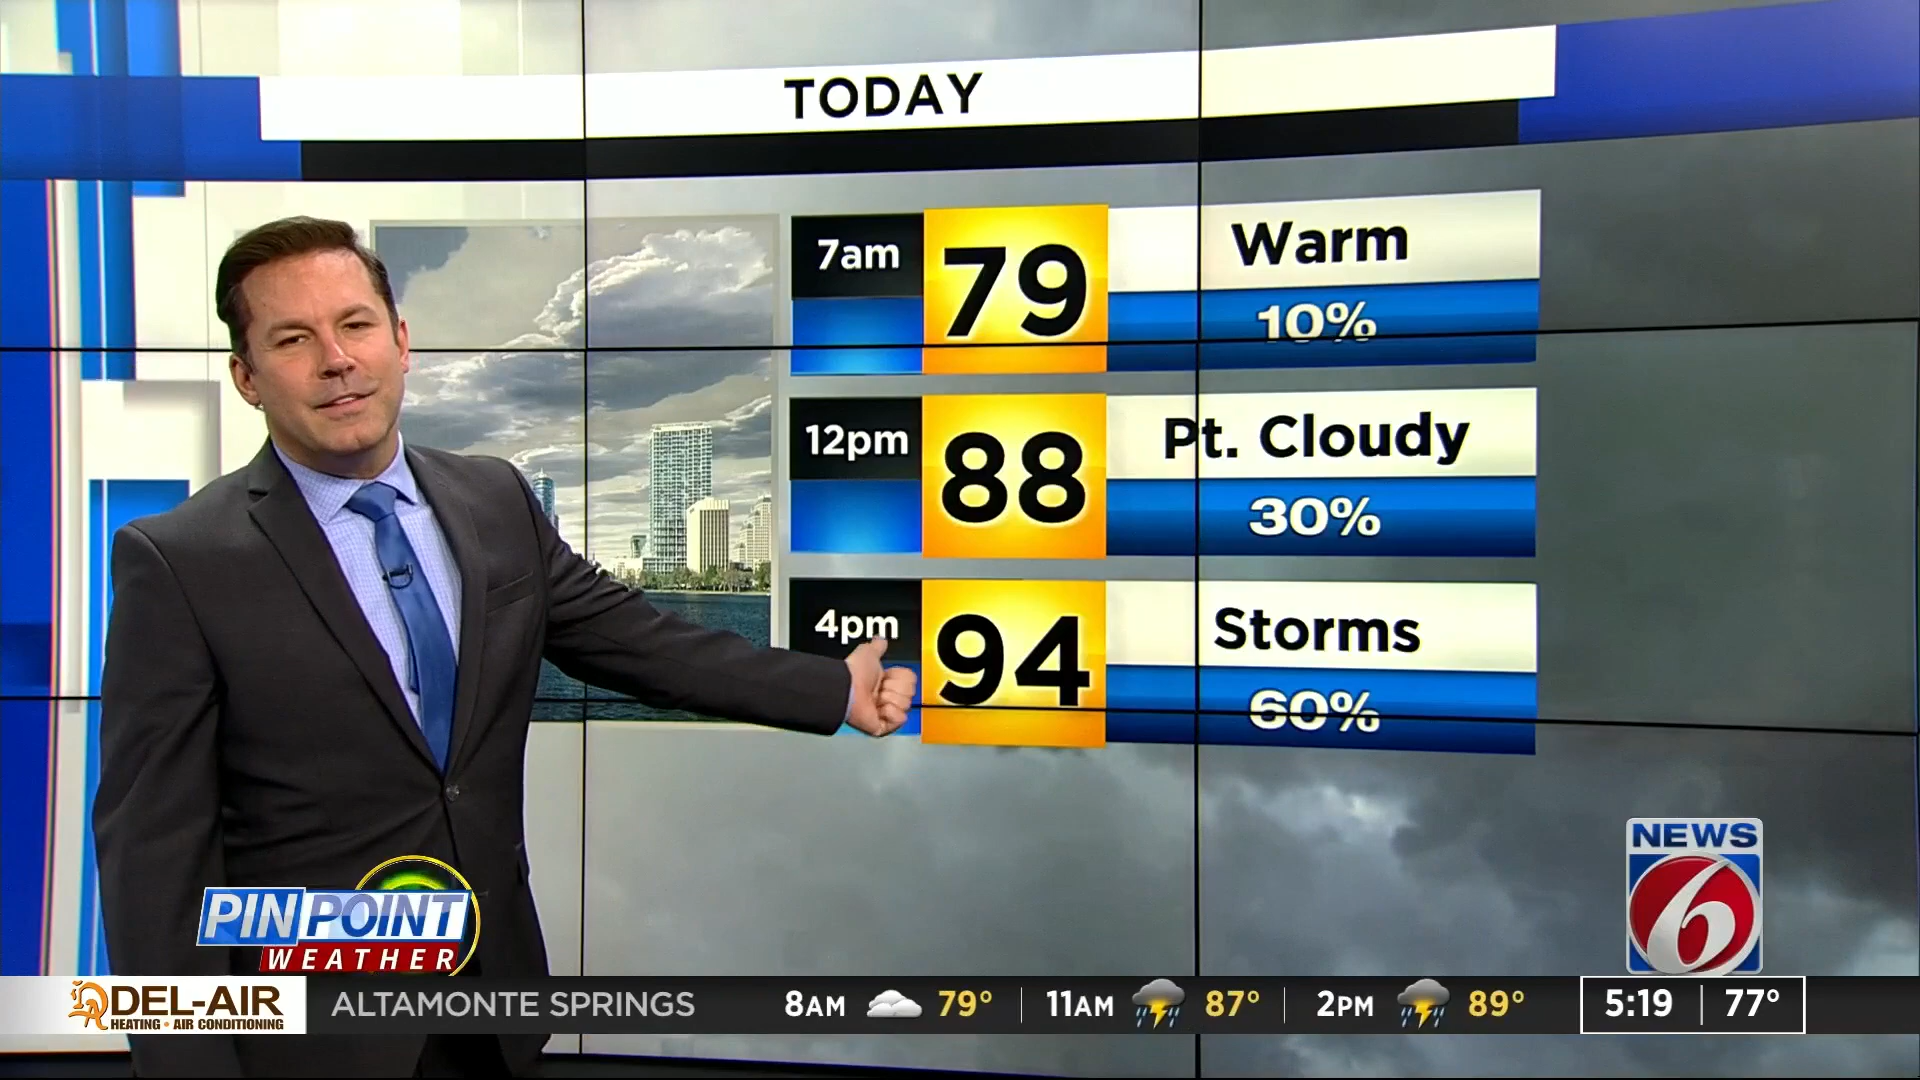 TODAY
7am
79
Warm
10%
12pm
88
Pt. Cloudy
30%
4pm
94
Storms
60%
NEWS
6
PINPOINT
WEATHER
DEL-AIR
HEATING • AIR CONDITIONING
ALTAMONTE SPRINGS
8AM 79° 11AM 87° 2PM 89°
5:19 77°